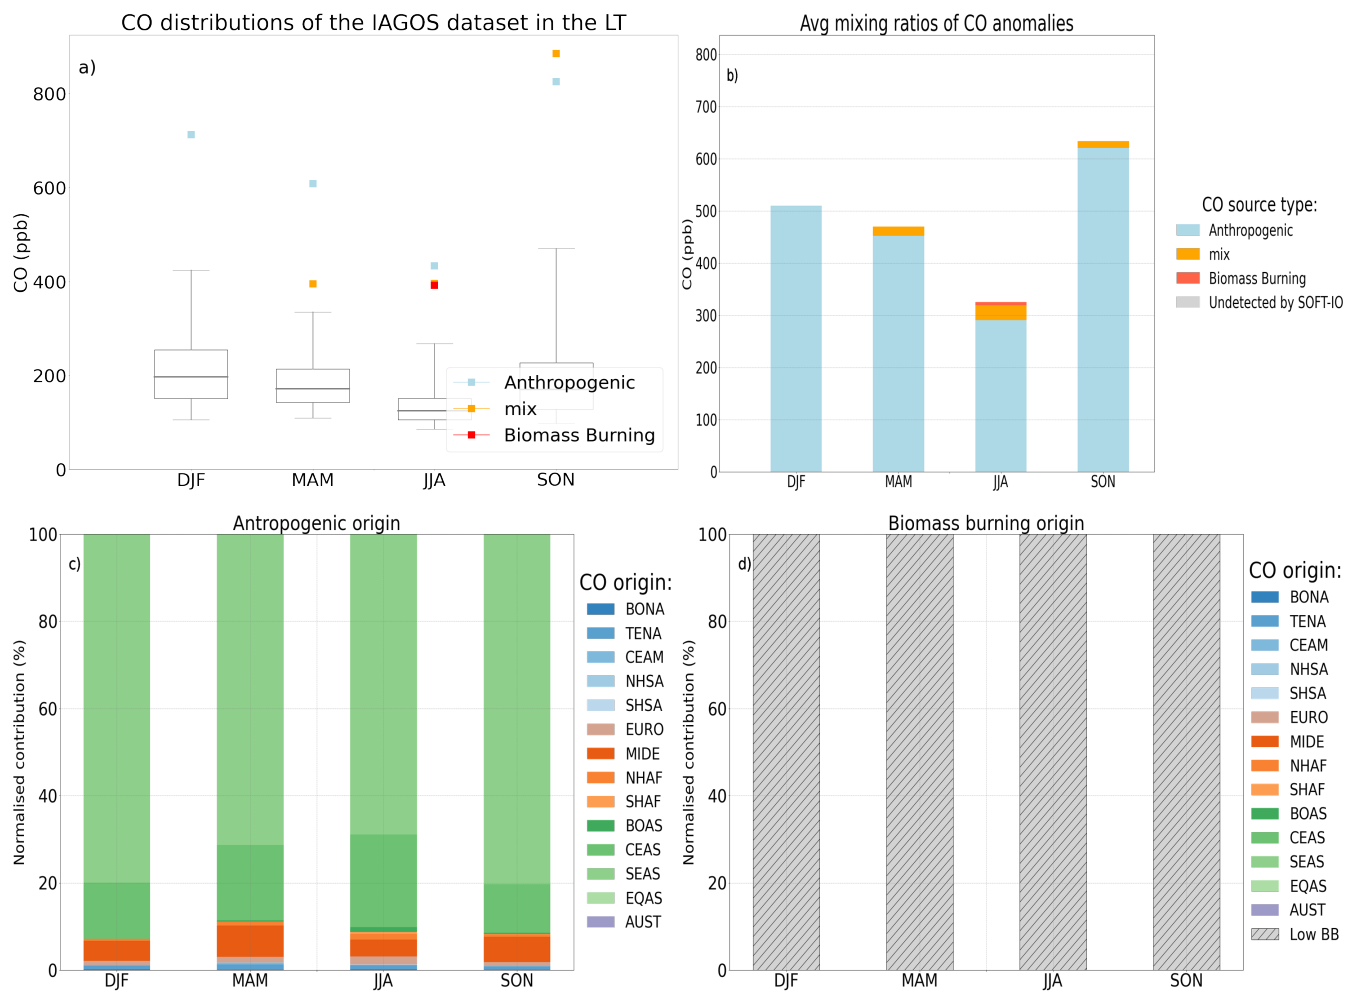 CO distributions of the IAGOS dataset in the LT
a)
CO (ppb)
800
600
400
200
0
DJF
MAM
JJA
SON
Anthropogenic
mix
Biomass Burning
Avg mixing ratios of CO anomalies
b)
CO (ppb)
800
700
600
500
400
300
200
100
0
DJF
MAM
JJA
SON
CO source type:
Anthropogenic
mix
Biomass Burning
Undetected by SOFT-IO
Antropogenic origin
c)
Normalised contribution (%)
100
80
60
40
20
0
DJF
MAM
JJA
SON
CO origin:
BONA
TENA
CEAM
NHSA
SHSA
EURO
MIDE
NHAF
SHAF
BOAS
CEAS
SEAS
EQAS
AUST
Biomass burning origin
d)
Normalised contribution (%)
100
80
60
40
20
0
DJF
MAM
JJA
SON
CO origin:
BONA
TENA
CEAM
NHSA
SHSA
EURO
MIDE
NHAF
SHAF
BOAS
CEAS
SEAS
EQAS
AUST
Low BB